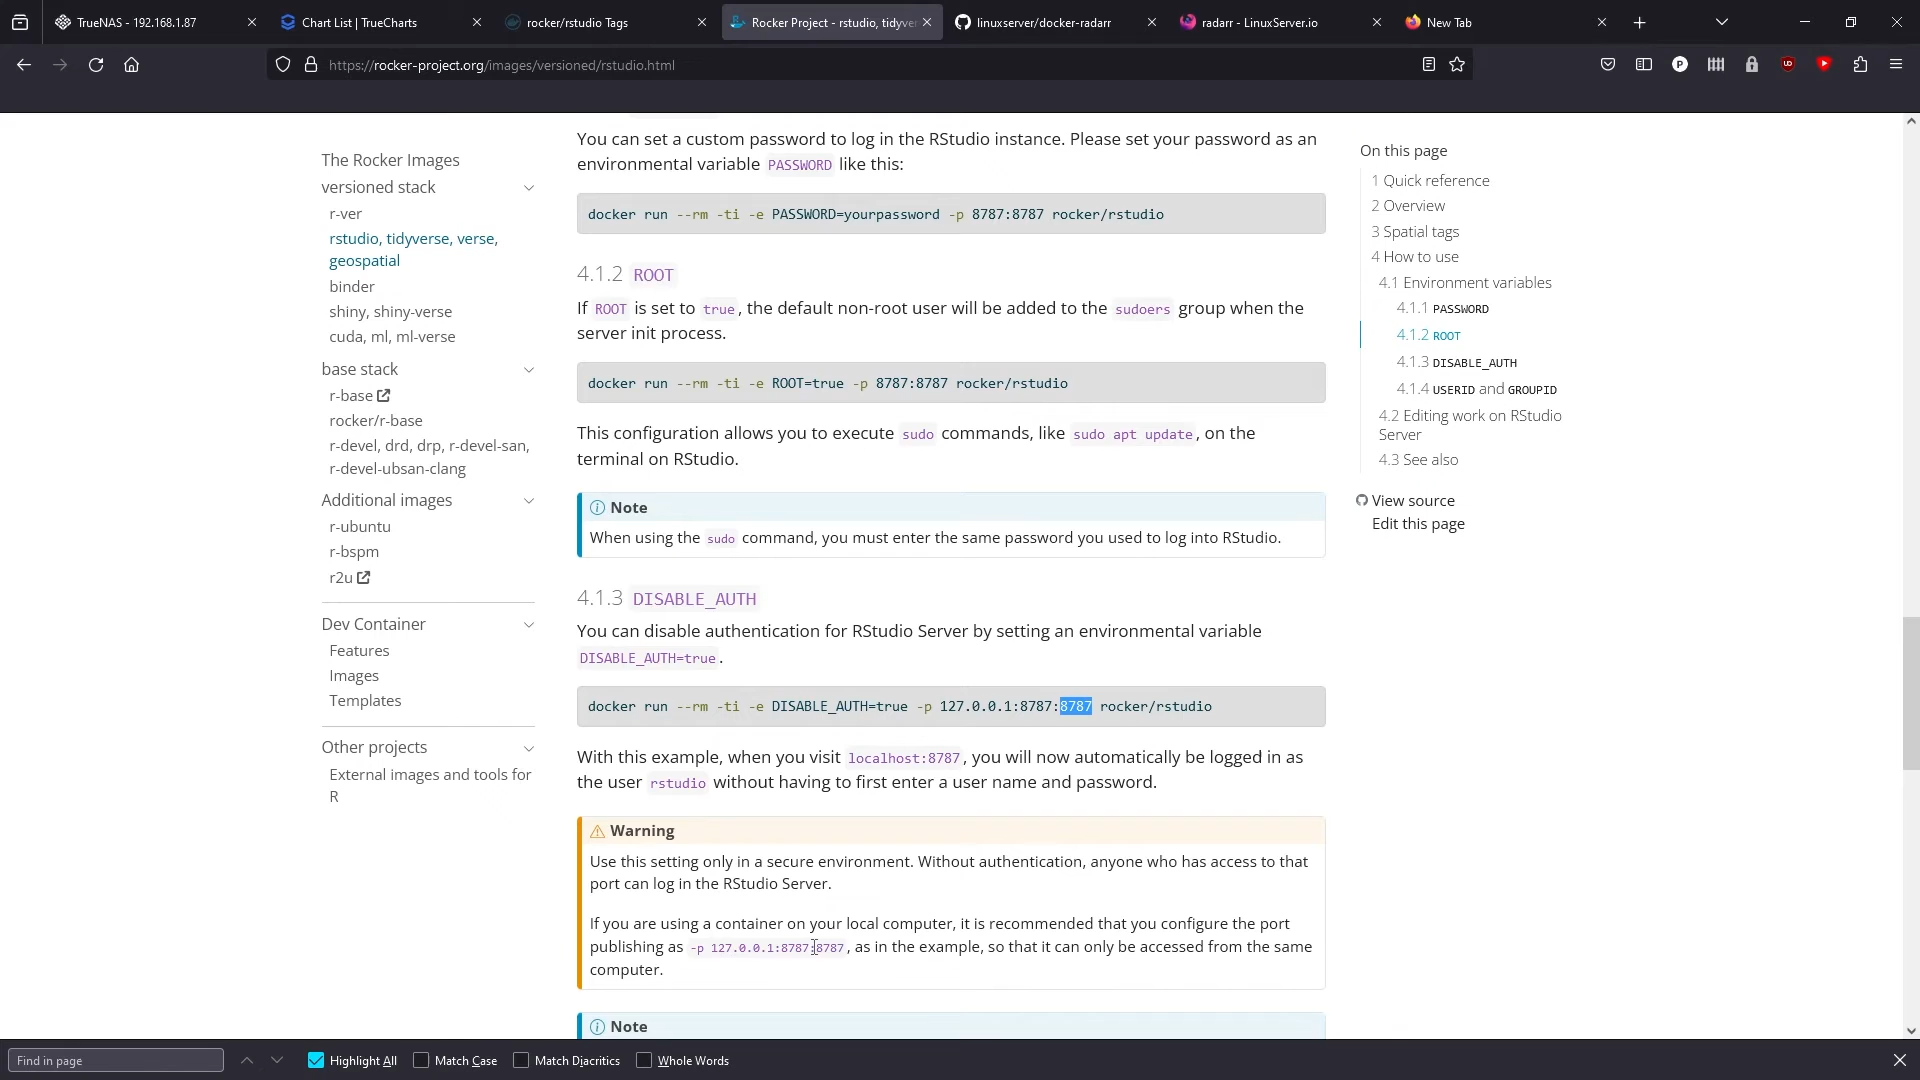 TrueNAS - 192.168.1.87
Chart List | TrueCharts
rocker/rstudio Tags
Rocker Project - rstudio, tidyver
linuxserver/docker-radarr
radarr - LinuxServer.io
New Tab
https://rocker-project.org/images/versioned/rstudio.html
The Rocker Images
versioned stack
r-ver
rstudio, tidyverse, verse,
geospatial
binder
shiny, shiny-verse
cuda, ml, ml-verse
base stack
r-base
rocker/r-base
r-devel, drd, drp, r-devel-san,
r-devel-ubsan-clang
Additional images
r-ubuntu
r-bspm
r2u
Dev Container
Features
Images
Templates
Other projects
External images and tools for
R
You can set a custom password to log in the RStudio instance. Please set your password as an
environmental variable PASSWORD like this:
docker run --rm -ti -e PASSWORD=yourpassword -p 8787:8787 rocker/rstudio
4.1.2 ROOT
If ROOT is set to true, the default non-root user will be added to the sudoers group when the
server init process.
docker run --rm -ti -e ROOT=true -p 8787:8787 rocker/rstudio
This configuration allows you to execute sudo commands, like sudo apt update, on the
terminal on RStudio.
Note
When using the sudo command, you must enter the same password you used to log into RStudio.
4.1.3 DISABLE_AUTH
You can disable authentication for RStudio Server by setting an environmental variable
DISABLE_AUTH=true.
docker run --rm -ti -e DISABLE_AUTH=true -p 127.0.0.1:8787:8787 rocker/rstudio
With this example, when you visit localhost:8787, you will now automatically be logged in as
the user rstudio without having to first enter a user name and password.
Warning
Use this setting only in a secure environment. Without authentication, anyone who has access to that
port can log in the RStudio Server.
If you are using a container on your local computer, it is recommended that you configure the port
publishing as -p 127.0.0.1:8787:8787, as in the example, so that it can only be accessed from the same
computer.
Note
On this page
1 Quick reference
2 Overview
3 Spatial tags
4 How to use
4.1 Environment variables
4.1.1 PASSWORD
4.1.2 ROOT
4.1.3 DISABLE_AUTH
4.1.4 USERID and GROUPID
4.2 Editing work on RStudio
Server
4.3 See also
View source
Edit this page
Find in page
Highlight All
Match Case
Match Diacritics
Whole Words